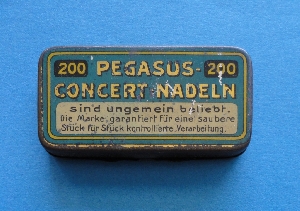 200 PEGASUS- 200
CONCERT-NADELN
sind ungemein beliebt.
Die Marke garantiert für eine saubere
Stück für Stück kontrollierte Verarbeitung.